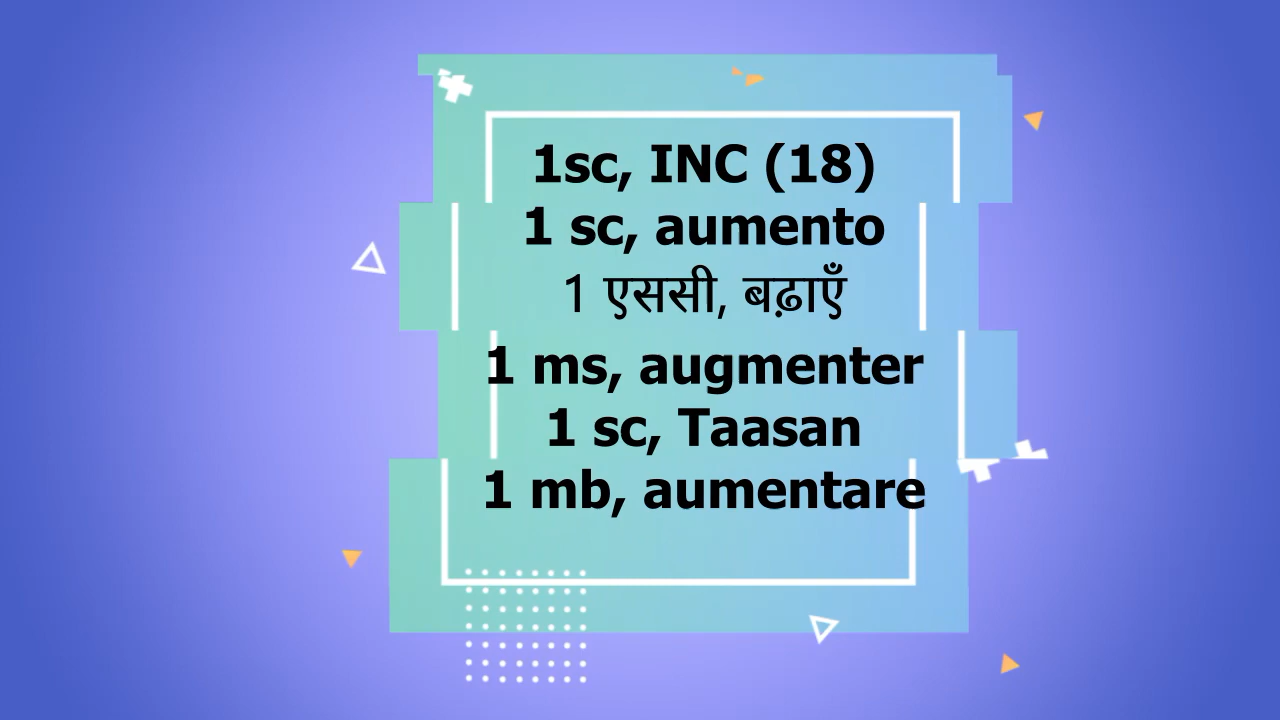 1sc, INC (18)
1 sc, aumento
1 एससी, बढ़ाएँ
1 ms, augmenter
1 sc, Taasan
1 mb, aumentare